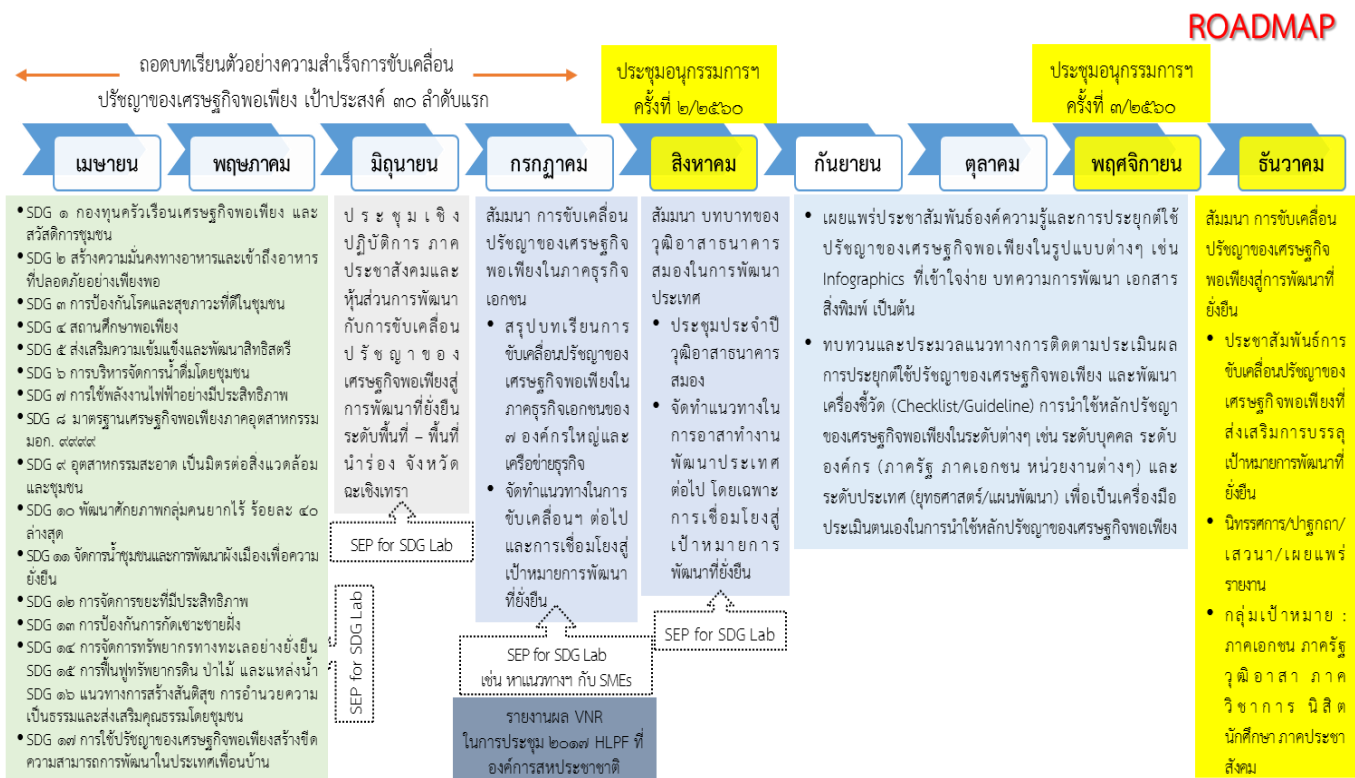 ROADMAP
ถอดบทเรียนตัวอย่างความสำเร็จการขับเคลื่อน
ปรัชญาของเศรษฐกิจพอเพียง เป้าประสงค์ ๓๐ ลำดับแรก
ประชุมอนุกรรมการฯ
ครั้งที่ ๒/๒๕๖๐
ประชุมอนุกรรมการฯ
ครั้งที่ ๓/๒๕๖๐
เมษายน
พฤษภาคม
มิถุนายน
กรกฏาคม
สิงหาคม
กันยายน
ตุลาคม
พฤศจิกายน
ธันวาคม
• SDG ๑ กองทุนครัวเรือนเศรษฐกิจพอเพียง และ
สวัสดิการชุมชน
• SDG ๒ สร้างความมั่นคงทางอาหารและเข้าถึงอาหาร
ที่ปลอดภัยอย่างเพียงพอ
• SDG ๓ การป้องกันโรคและสุขภาวะที่ดีในชุมชน
• SDG ๔ สถานศึกษาพอเพียง
• SDG ๕ ส่งเสริมความเข้มแข็งและพัฒนาสิทธิสตรี
• SDG ๖ การบริหารจัดการน้ำดื่มโดยชุมชน
• SDG ๗ การใช้พลังงานไฟฟ้าอย่างมีประสิทธิภาพ
• SDG ๘ มาตรฐานเศรษฐกิจพอเพียงภาคอุตสาหกรรม
มอก. ๙๙๙๙
• SDG ๙ อุตสาหกรรมสะอาด เป็นมิตรต่อสิ่งแวดล้อม
และชุมชน
• SDG ๑๐ พัฒนาศักยภาพกลุ่มคนยากไร้ ร้อยละ ๔๐
ล่างสุด
• SDG ๑๑ จัดการน้ำชุมชนและการพัฒนาผังเมืองเพื่อความ
ยั่งยืน
• SDG ๑๒ การจัดการขยะที่มีประสิทธิภาพ
• SDG ๑๓ การป้องกันการกัดเซาะชายฝั่ง
• SDG ๑๔ การจัดการทรัพยากรทางทะเลอย่างยั่งยืน
SDG ๑๕ การฟื้นฟูทรัพยากรดิน ป่าไม้ และแหล่งน้ำ
SDG ๑๖ แนวทางการสร้างสันติสุข การอำนวยความ
เป็นธรรมและส่งเสริมคุณธรรมโดยชุมชน
• SDG ๑๗ การใช้ปรัชญาของเศรษฐกิจพอเพียงสร้างขีด
ความสามารถการพัฒนาในประเทศเพื่อนบ้าน
SEP for SDG Lab
ประชุมเชิง
ปฏิบัติการ ภาค
ประชาสังคมและ
หุ้นส่วนการพัฒนา
กับการขับเคลื่อน
ปรัชญาของ
เศรษฐกิจพอเพียงสู่
การพัฒนาที่ยั่งยืน
ระดับพื้นที่ – พื้นที่
นำร่อง จังหวัด
ฉะเชิงเทรา
SEP for SDG Lab
สัมมนา การขับเคลื่อน
ปรัชญาของเศรษฐกิจ
พอเพียงในภาคธุรกิจ
เอกชน
• สรุปบทเรียนการ
ขับเคลื่อนปรัชญาของ
เศรษฐกิจพอเพียงใน
ภาคธุรกิจเอกชนของ
๗ องค์กรใหญ่และ
เครือข่ายธุรกิจ
• จัดทำแนวทางในการ
ขับเคลื่อนฯ ต่อไป
และการเชื่อมโยงสู่
เป้าหมายการพัฒนา
ที่ยั่งยืน
SEP for SDG Lab
เช่น หาแนวทางฯ กับ SMEs
รายงานผล VNR
ในการประชุม ๒๐๑๗ HLPF ที่
องค์การสหประชาชาติ
สัมมนา บทบาทของ
วุฒิอาสาธนาคาร
สมองในการพัฒนา
ประเทศ
• ประชุมประจำปี
วุฒิอาสาธนาคาร
สมอง
• จัดทำแนวทางใน
การอาสาทำงาน
พัฒนาประเทศ
ต่อไป โดยเฉพาะ
การเชื่อมโยงสู่
เป้าหมายการ
พัฒนาที่ยั่งยืน
SEP for SDG Lab
• เผยแพร่ประชาสัมพันธ์องค์ความรู้และการประยุกต์ใช้
ปรัชญาของเศรษฐกิจพอเพียงในรูปแบบต่างๆ เช่น
Infographics ที่เข้าใจง่าย บทความการพัฒนา เอกสาร
สิ่งพิมพ์ เป็นต้น
• ทบทวนและประมวลแนวทางการติดตามประเมินผล
การประยุกต์ใช้ปรัชญาของเศรษฐกิจพอเพียง และพัฒนา
เครื่องชี้วัด (Checklist/Guideline) การนำใช้หลักปรัชญา
ของเศรษฐกิจพอเพียงในระดับต่างๆ เช่น ระดับบุคคล ระดับ
องค์กร (ภาครัฐ ภาคเอกชน หน่วยงานต่างๆ) และ
ระดับประเทศ (ยุทธศาสตร์/แผนพัฒนา) เพื่อเป็นเครื่องมือ
ประเมินตนเองในการนำใช้หลักปรัชญาของเศรษฐกิจพอเพียง
สัมมนา การขับเคลื่อน
ปรัชญาของเศรษฐกิจ
พอเพียงสู่การพัฒนาที่
ยั่งยืน
• ประชาสัมพันธ์การ
ขับเคลื่อนปรัชญาของ
เศรษฐกิจพอเพียงที่
ส่งเสริมการบรรลุ
เป้าหมายการพัฒนาที่
ยั่งยืน
• นิทรรศการ/ปาฐกถา/
เสวนา/เผยแพร่
รายงาน
• กลุ่มเป้าหมาย :
ภาคเอกชน ภาครัฐ
วุฒิอาสา ภาค
วิชาการ นิสิต
นักศึกษา ภาคประชา
สังคม